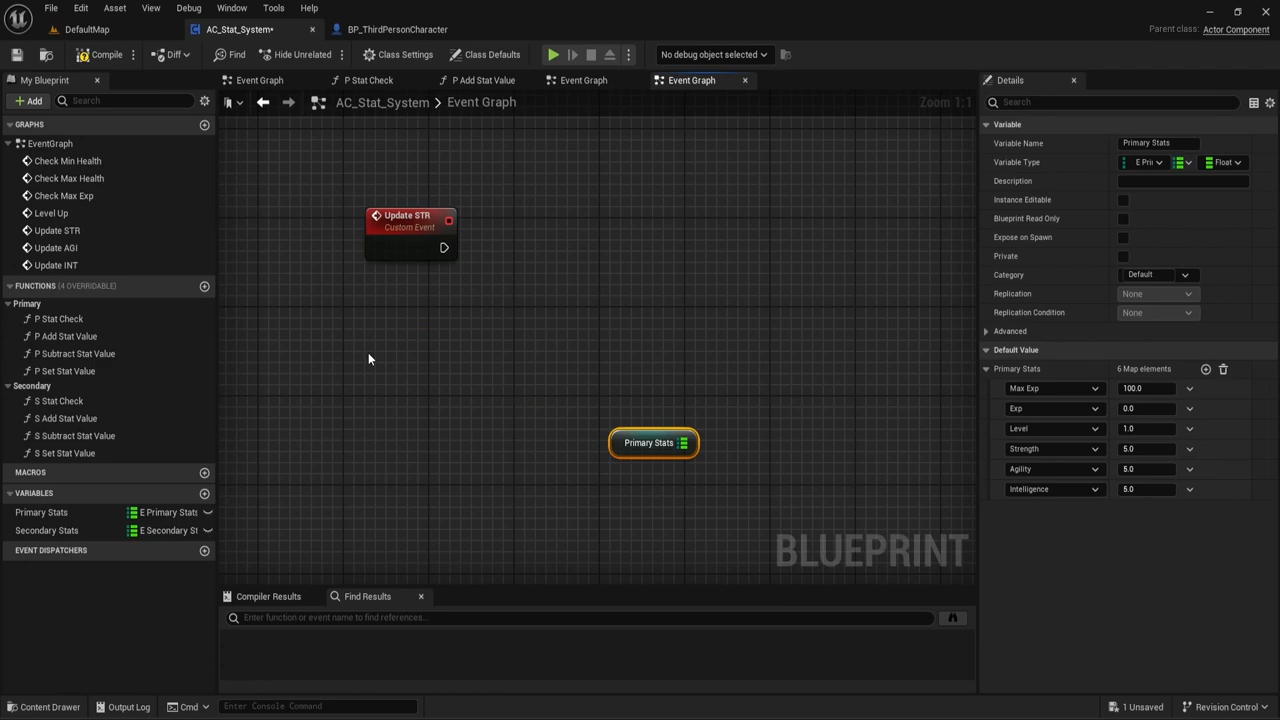 File Edit Asset View Debug Window Tools Help
DefaultMap AC_Stat_System* BP_ThirdPersonCharacter Parent class: Actor Component
Compile Diff Find Hide Unrelated Class Settings Class Defaults No debug object selected
My Blueprint
Add Search
GRAPHS
EventGraph
Check Min Health
Check Max Health
Check Max Exp
Level Up
Update STR
Update AGI
Update INT
FUNCTIONS (4 OVERRIDABLE)
Primary
P Stat Check
P Add Stat Value
P Subtract Stat Value
P Set Stat Value
Secondary
S Stat Check
S Add Stat Value
S Subtract Stat Value
S Set Stat Value
MACROS
VARIABLES
Primary Stats E Primary Stats
Secondary Stats E Secondary St
EVENT DISPATCHERS
Event Graph P Stat Check P Add Stat Value Event Graph Event Graph
AC_Stat_System > Event Graph Zoom 1:1
Update STR
Custom Event
Primary Stats
BLUEPRINT
Compiler Results Find Results
Enter function or event name to find references...
Details
Search
Variable
Variable Name Primary Stats
Variable Type E Pri Float
Description
Instance Editable
Blueprint Read Only
Expose on Spawn
Private
Category Default
Replication None
Replication Condition None
Advanced
Default Value
Primary Stats 6 Map elements
Max Exp 100.0
Exp 0.0
Level 1.0
Strength 5.0
Agility 5.0
Intelligence 5.0
Content Drawer Output Log Cmd Enter Console Command 1 Unsaved Revision Control